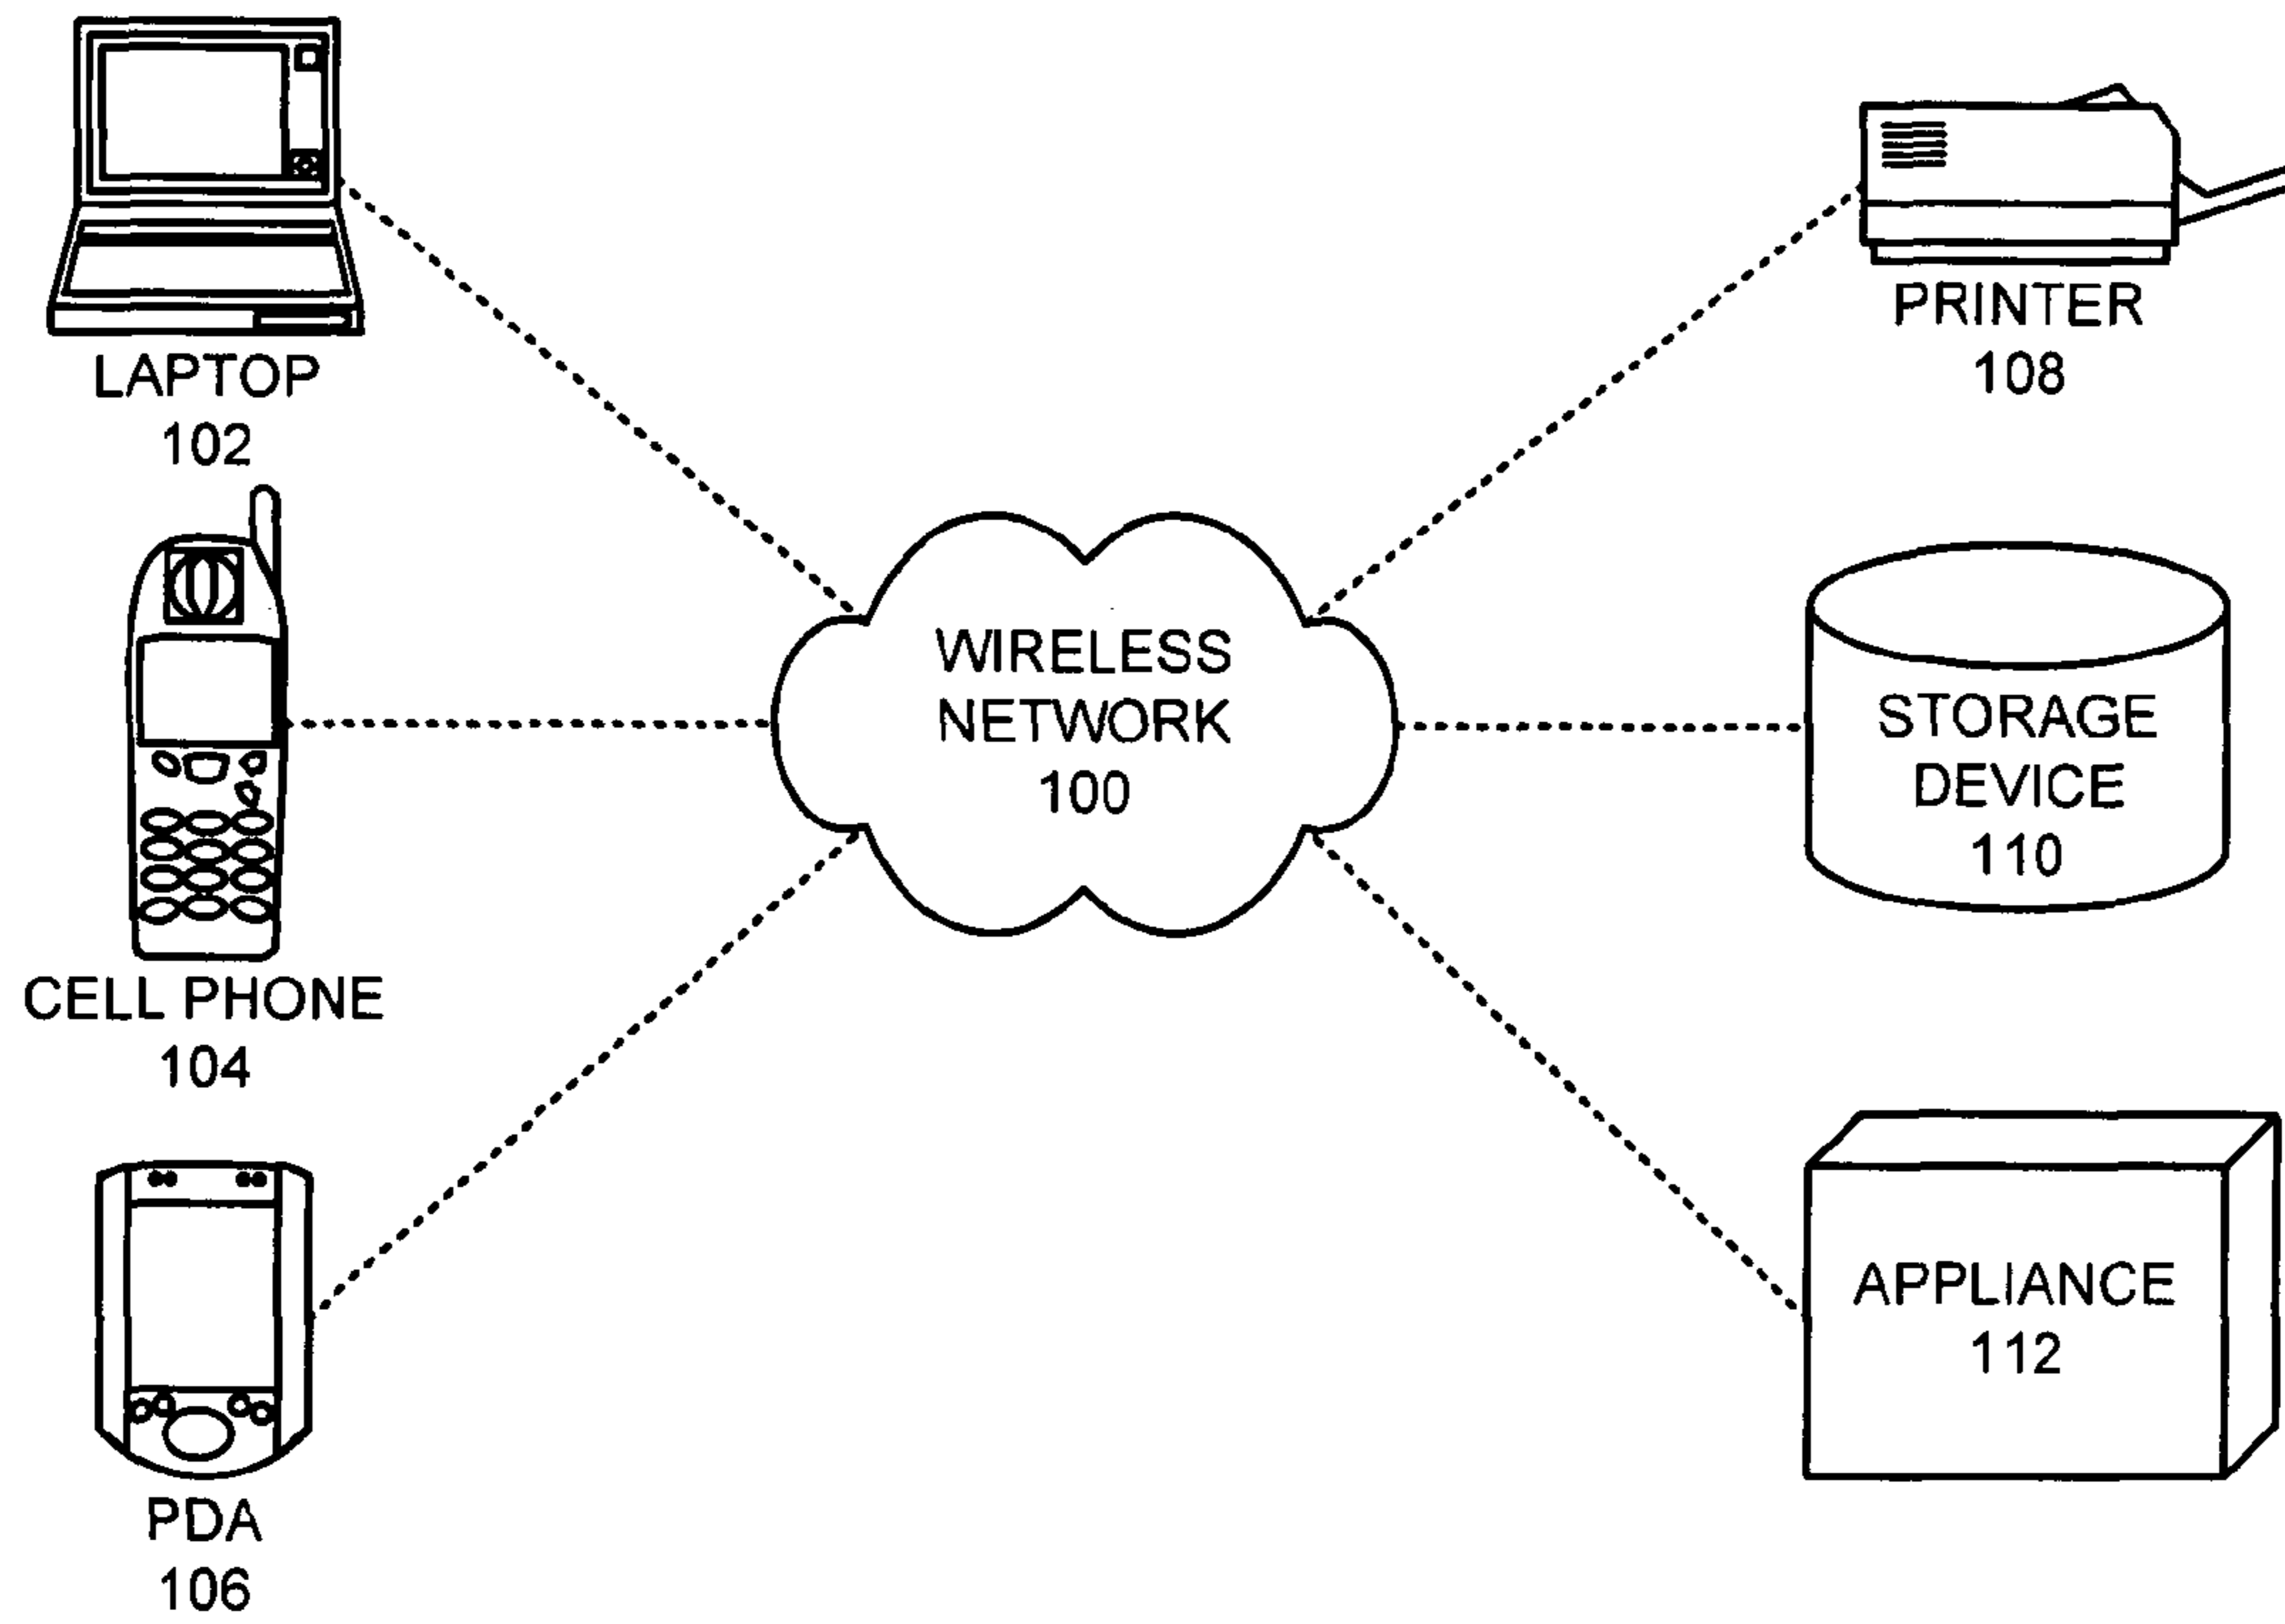 LAPTOP
102
CELL PHONE
104
PDA
106
WIRELESS
NETWORK
100
PRINTER
108
STORAGE
DEVICE
110
APPLIANCE
112